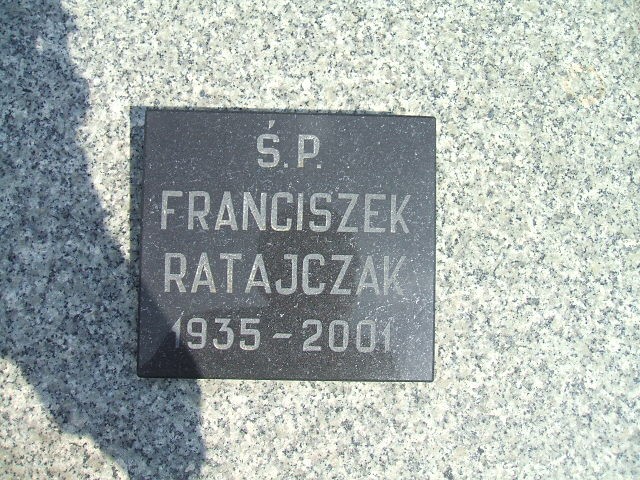 Ś.P.
FRANCISZEK
RATAJCZAK
1935-2001